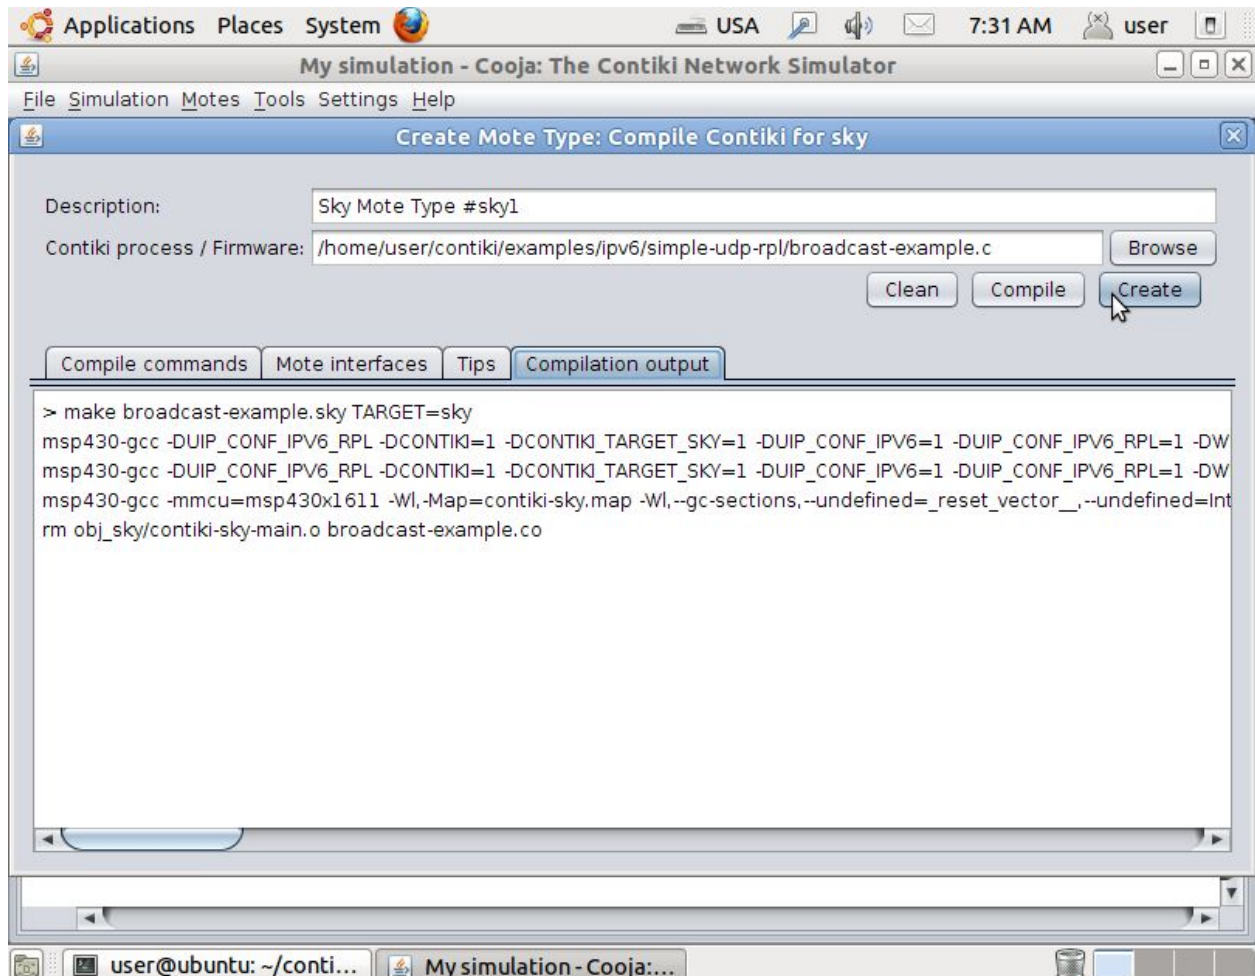 Applications Places System USA 7:31 AM user
My simulation - Cooja: The Contiki Network Simulator
File Simulation Motes Tools Settings Help
Create Mote Type: Compile Contiki for sky
Description: Sky Mote Type #sky1
Contiki process / Firmware: /home/user/contiki/examples/ipv6/simple-udp-rpl/broadcast-example.c Browse
Clean Compile Create
Compile commands Mote interfaces Tips Compilation output
> make broadcast-example.sky TARGET=sky
msp430-gcc -DUIP_CONF_IPV6_RPL -DCONTIKI=1 -DCONTIKI_TARGET_SKY=1 -DUIP_CONF_IPV6=1 -DUIP_CONF_IPV6_RPL=1 -DW
msp430-gcc -DUIP_CONF_IPV6_RPL -DCONTIKI=1 -DCONTIKI_TARGET_SKY=1 -DUIP_CONF_IPV6=1 -DUIP_CONF_IPV6_RPL=1 -DW
msp430-gcc -mmcu=msp430x1611 -Wl,-Map=contiki-sky.map -Wl,--gc-sections,--undefined=_reset_vector__,--undefined=Int
rm obj_sky/contiki-sky-main.o broadcast-example.co
user@ubuntu: ~/conti... My simulation - Cooja:...